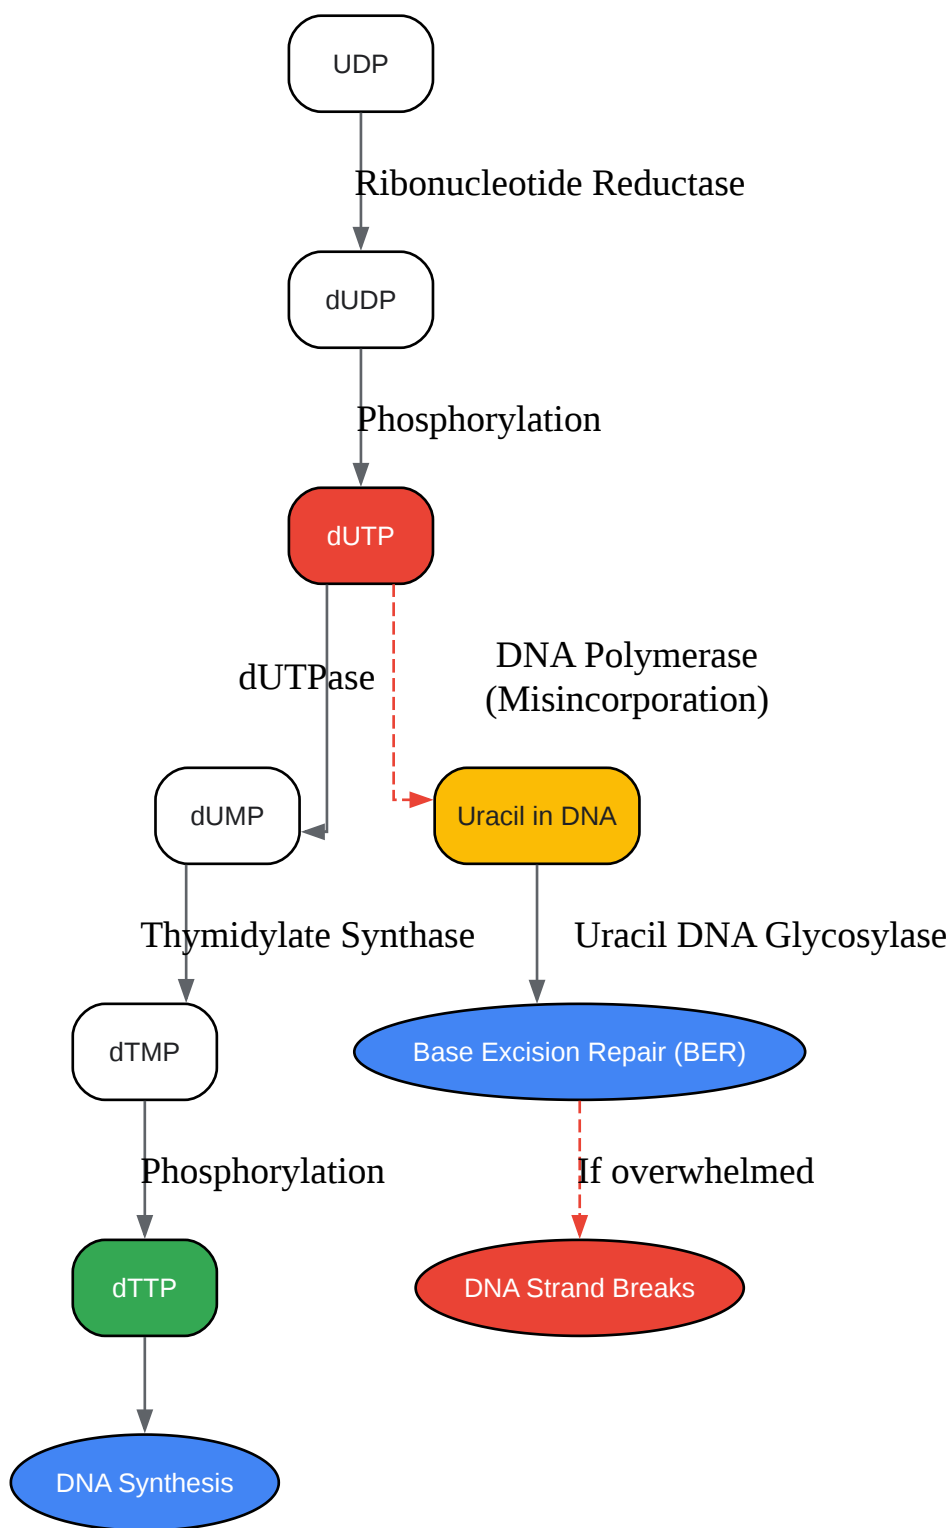 UDP
Ribonucleotide Reductase
dUDP
Phosphorylation
dUTP
dUTPase
DNA Polymerase
(Misincorporation)
dUMP
Uracil in DNA
Thymidylate Synthase
Uracil DNA Glycosylase
dTMP
Base Excision Repair (BER)
Phosphorylation
If overwhelmed
dTTP
DNA Strand Breaks
DNA Synthesis